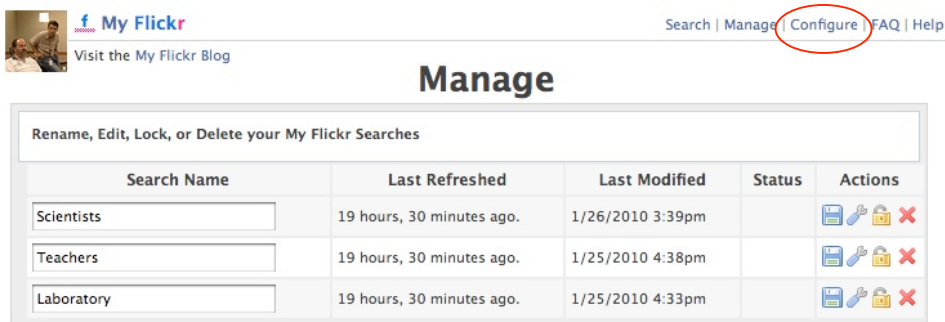 f My Flickr
Search | Manage | Configure | FAQ | Help
Visit the My Flickr Blog
Manage
Rename, Edit, Lock, or Delete your My Flickr Searches
Search Name Last Refreshed Last Modified Status Actions
Scientists 19 hours, 30 minutes ago. 1/26/2010 3:39pm
Teachers 19 hours, 30 minutes ago. 1/25/2010 4:38pm
Laboratory 19 hours, 30 minutes ago. 1/25/2010 4:33pm